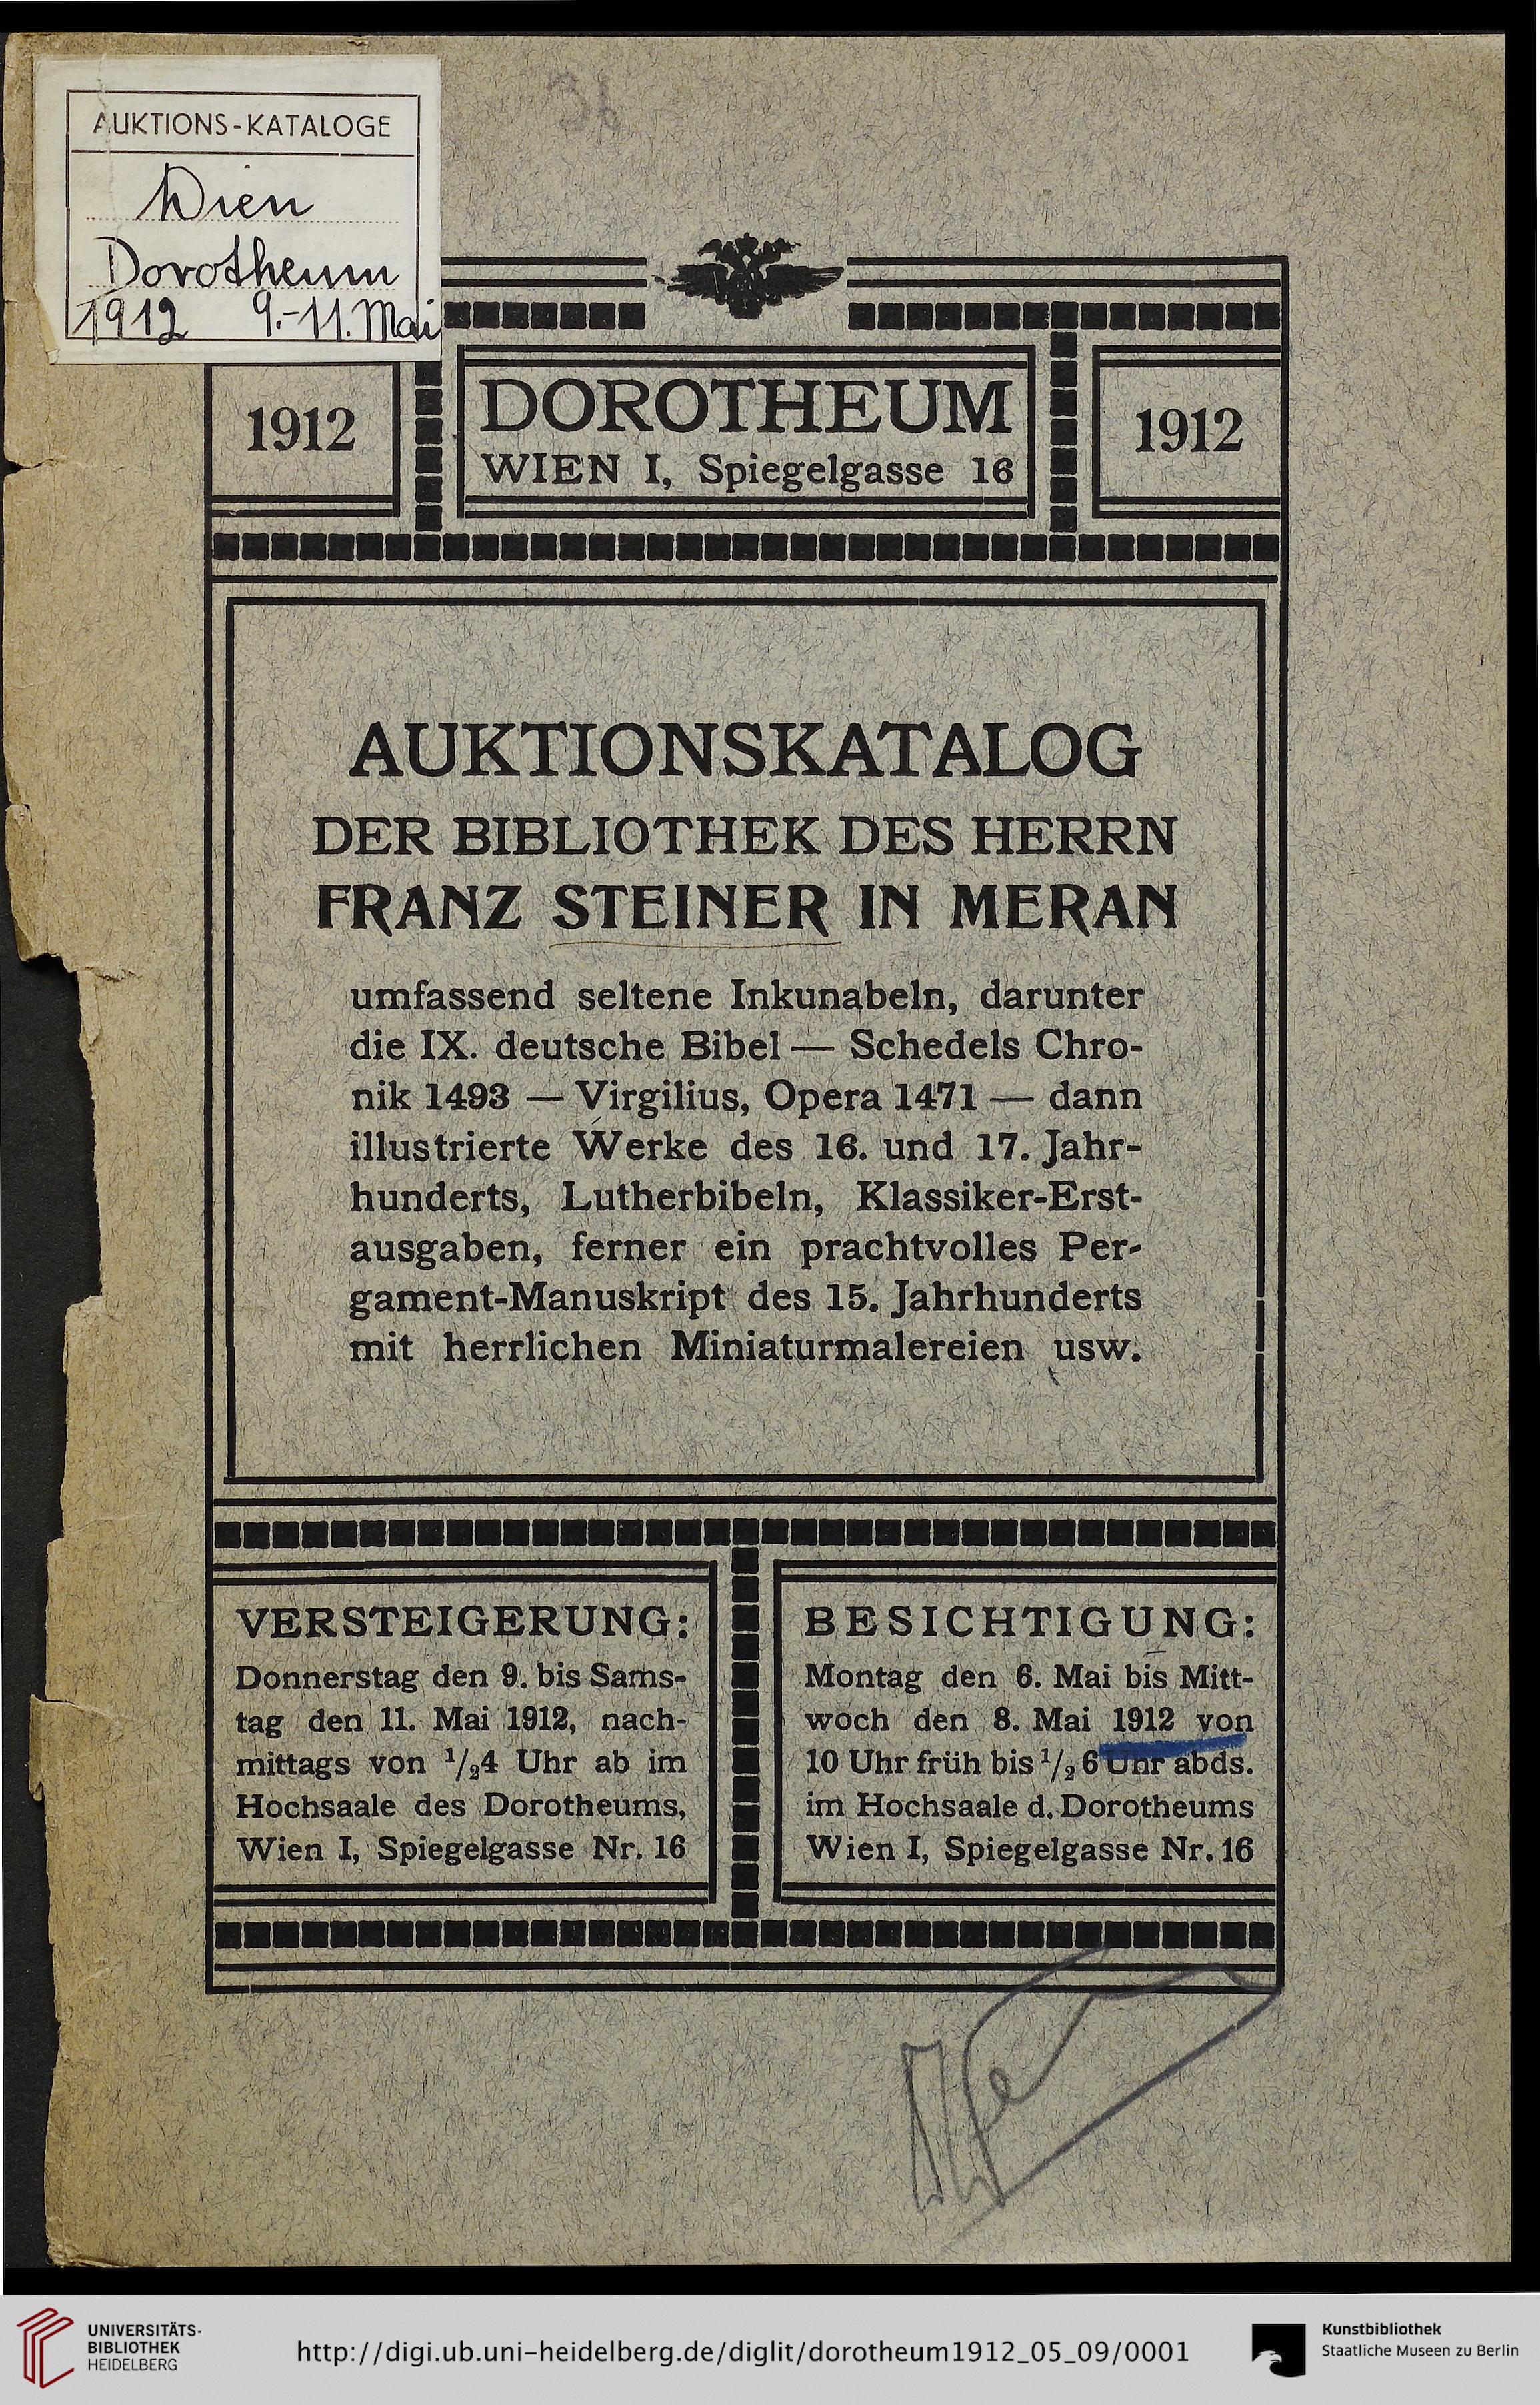 AUKTIONS-KATALOGE
Wien
Dorotheum
1912 9.-11. Mai
1912
DOROTHEUM
WIEN I, Spiegelgasse 16
1912
AUKTIONSKATALOG
DER BIBLIOTHEK DES HERRN
FRANZ STEINER IN MERAN
umfassend seltene Inkunabeln, darunter
die IX. deutsche Bibel — Schedels Chro-
nik 1493 — Virgilius, Opera 1471 — dann
illustrierte Werke des 16. und 17. Jahr-
hunderts, Lutherbibeln, Klassiker-Erst-
ausgaben, ferner ein prachtvolles Per-
gament-Manuskript des 15. Jahrhunderts
mit herrlichen Miniaturmalereien usw.
VERSTEIGERUNG:
Donnerstag den 9. bis Sams-
tag den 11. Mai 1912, nach-
mittags von 1/24 Uhr ab im
Hochsaale des Dorotheums,
Wien I, Spiegelgasse Nr. 16
BESICHTIGUNG:
Montag den 6. Mai bis Mitt-
woch den 8. Mai 1912 von
10 Uhr früh bis 1/2 6 Uhr abds.
im Hochsaale d. Dorotheums
Wien I, Spiegelgasse Nr. 16
UNIVERSITÄTS-
BIBLIOTHEK
HEIDELBERG
http://digi.ub.uni-heidelberg.de/diglit/dorotheum1912_05_09/0001
Kunstbibliothek
Staatliche Museen zu Berlin